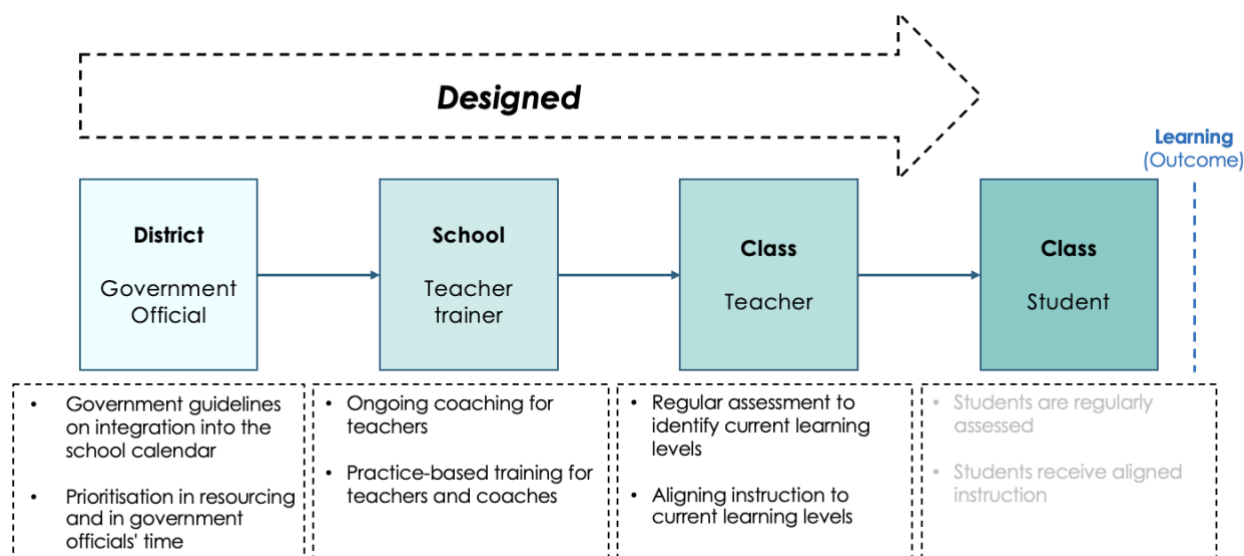 Designed
Learning
(Outcome)
District
Government
Official
School
Teacher
trainer
Class
Teacher
Class
Student
• Government guidelines
on integration into the
school calendar
• Prioritisation in resourcing
and in government
officials' time
• Ongoing coaching for
teachers
• Practice-based training for
teachers and coaches
• Regular assessment to
identify current learning
levels
• Aligning instruction to
current learning levels
• Students are regularly
assessed
• Students receive aligned
instruction